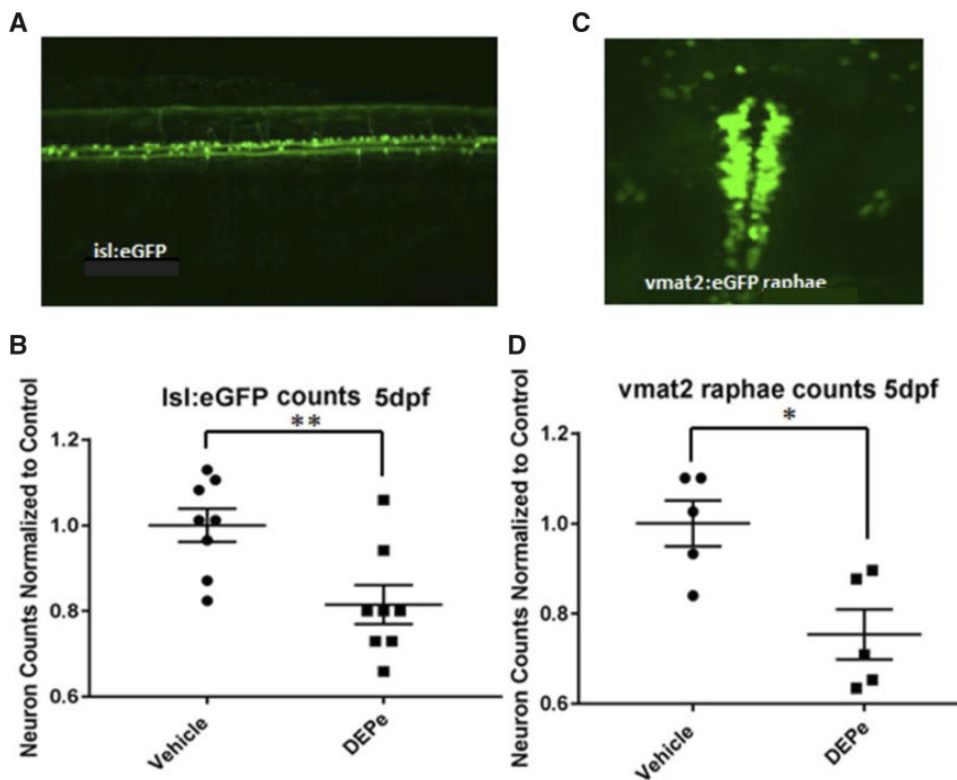 A
isl:eGFP
C
vmat2:eGFP raphae
B
Isl:eGFP counts 5dpf
**
Neuron Counts Normalized to Control
1.2
1.0
0.8
0.6
Vehicle
DEPe
D
vmat2 raphae counts 5dpf
*
Neuron Counts Normalized to Control
1.2
1.0
0.8
0.6
Vehicle
DEPe